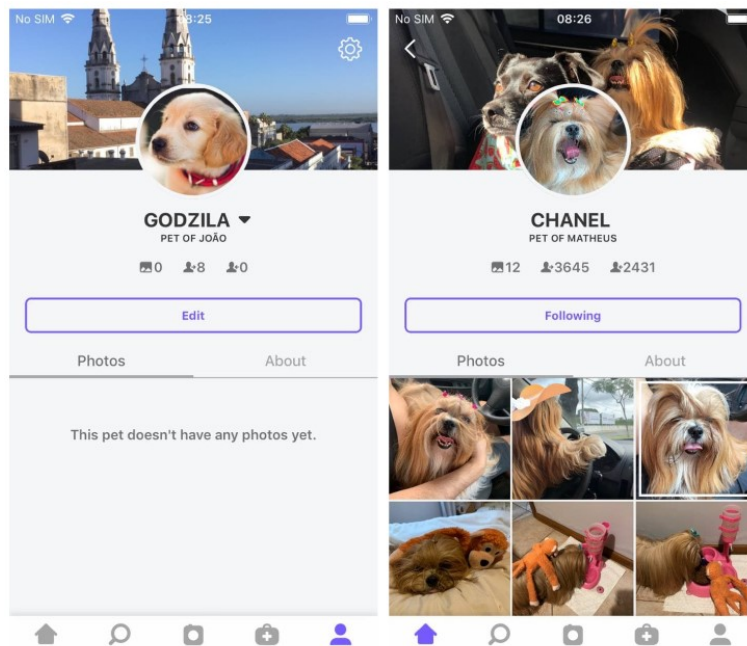 No SIM 08:25
GODZILA
PET OF JOÃO
0 8 0
Edit
Photos About
This pet doesn't have any photos yet.
No SIM 08:26
CHANEL
PET OF MATHEUS
12 3645 2431
Following
Photos About